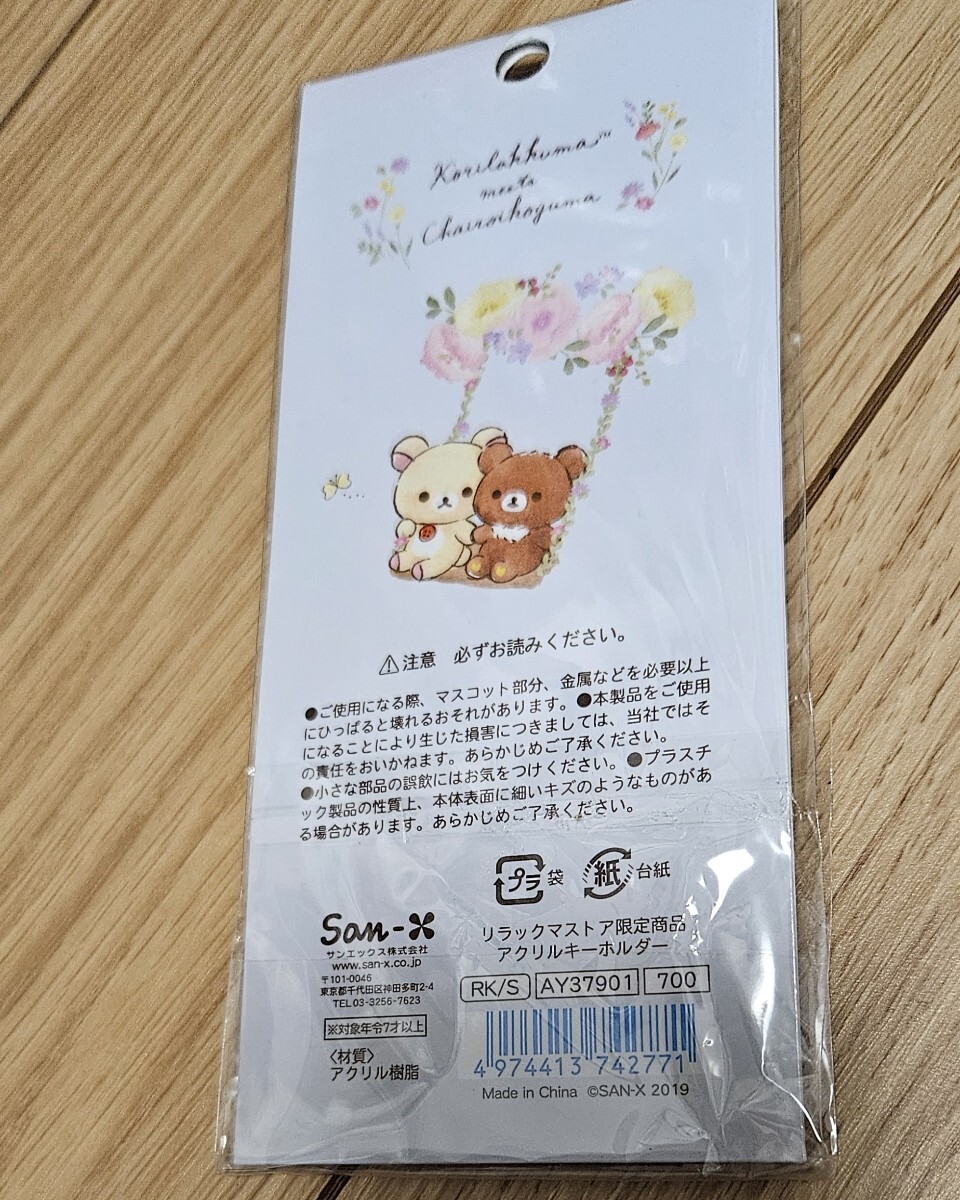 Korilakkuma™
meets
Chairoikoguma
⚠注意　必ずお読みください。
●ご使用になる際、マスコット部分、金属などを必要以上
にひっぱると壊れるおそれがあります。●本製品をご使用
になることにより生じた損害につきましては、当社ではそ
の責任をおいかねます。あらかじめご了承ください。
●小さな部品の誤飲にはお気をつけください。●プラスチ
ック製品の性質上、本体表面に細いキズのようなものがあ
る場合があります。あらかじめご了承ください。
プラ 袋 紙 台紙
San-X
サンエックス株式会社
www.san-x.co.jp
〒101-0046
東京都千代田区神田多町2-4
TEL 03-3256-7623
※対象年令7才以上
〈材質〉
アクリル樹脂
リラックマストア限定商品
アクリルキーホルダー
RK/S AY37901 700
4 974413 742771
Made in China ©SAN-X 2019